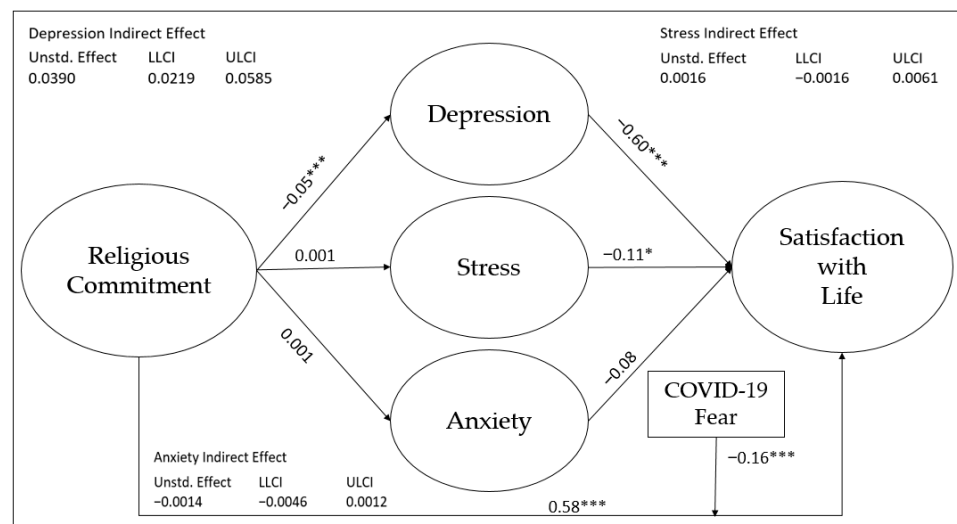 Depression Indirect Effect
Unstd. Effect LLCI ULCI
0.0390 0.0219 0.0585
Stress Indirect Effect
Unstd. Effect LLCI ULCI
0.0016 −0.0016 0.0061
Depression
−0.05***
−0.60***
Religious
Commitment
0.001
Stress
−0.11*
Satisfaction
with
Life
0.001
Anxiety
−0.08
COVID-19
Fear
−0.16***
Anxiety Indirect Effect
Unstd. Effect LLCI ULCI
−0.0014 −0.0046 0.0012
0.58***